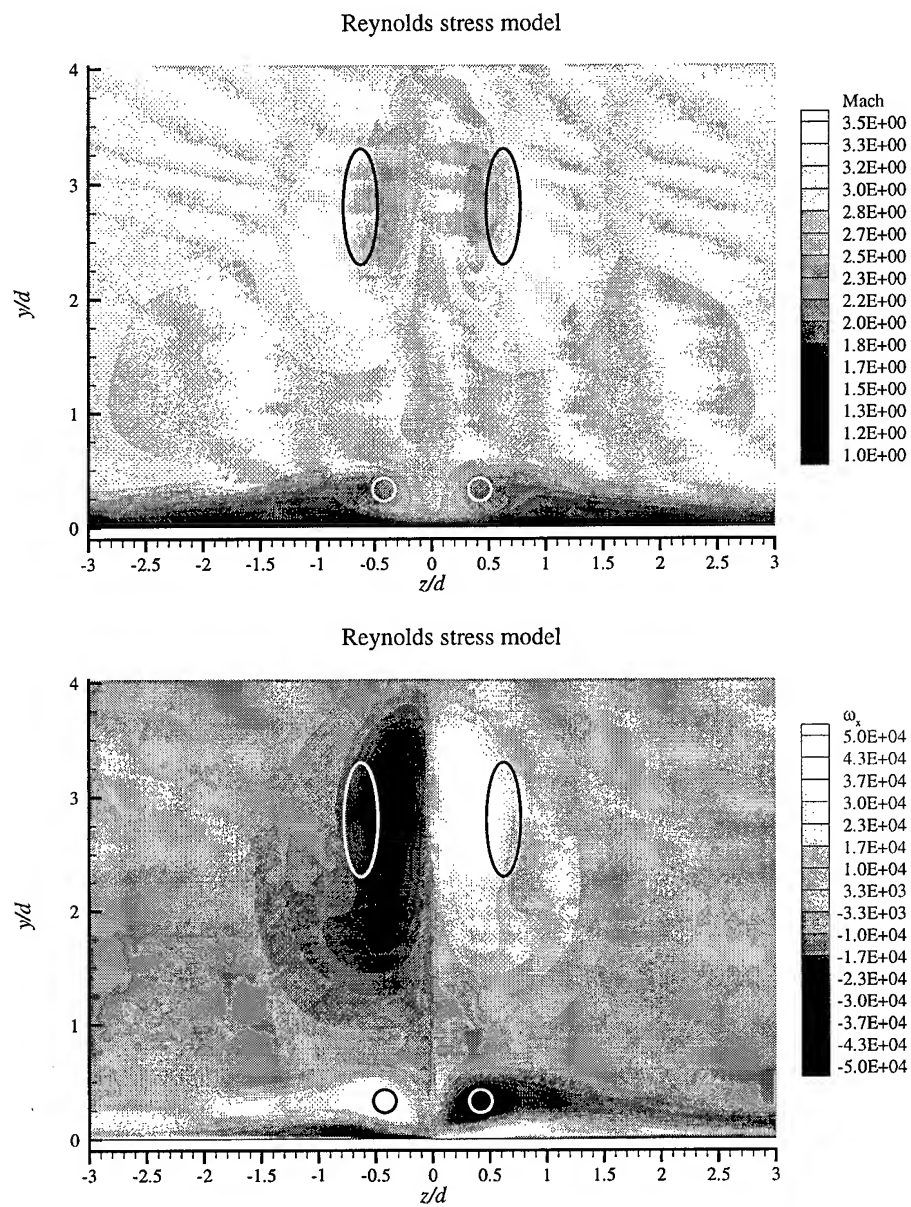 Reynolds stress model
4
3
2
1
0
y/d
-3 -2.5 -2 -1.5 -1 -0.5 0 0.5 1 1.5 2 2.5 3
z/d
Mach
3.5E+00
3.3E+00
3.2E+00
3.0E+00
2.8E+00
2.7E+00
2.5E+00
2.3E+00
2.2E+00
2.0E+00
1.8E+00
1.7E+00
1.5E+00
1.3E+00
1.2E+00
1.0E+00
Reynolds stress model
4
3
2
1
0
y/d
-3 -2.5 -2 -1.5 -1 -0.5 0 0.5 1 1.5 2 2.5 3
z/d
ωx
5.0E+04
4.3E+04
3.7E+04
3.0E+04
2.3E+04
1.7E+04
1.0E+04
3.3E+03
-3.3E+03
-1.0E+04
-1.7E+04
-2.3E+04
-3.0E+04
-3.7E+04
-4.3E+04
-5.0E+04